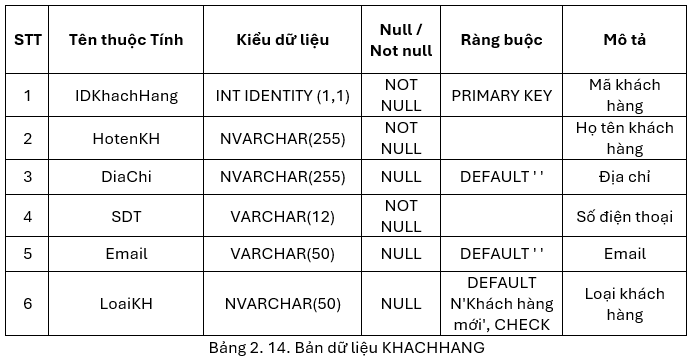 STT Tên thuộc Tính Kiểu dữ liệu Null / Not null Ràng buộc Mô tả
1 IDKhachHang INT IDENTITY (1,1) NOT NULL PRIMARY KEY Mã khách hàng
2 HotenKH NVARCHAR(255) NOT NULL Họ tên khách hàng
3 DiaChi NVARCHAR(255) NULL DEFAULT ' ' Địa chỉ
4 SDT VARCHAR(12) NOT NULL Số điện thoại
5 Email VARCHAR(50) NULL DEFAULT ' ' Email
6 LoaiKH NVARCHAR(50) NULL DEFAULT N'Khách hàng mới', CHECK Loại khách hàng
Bảng 2. 14. Bản dữ liệu KHACHHANG